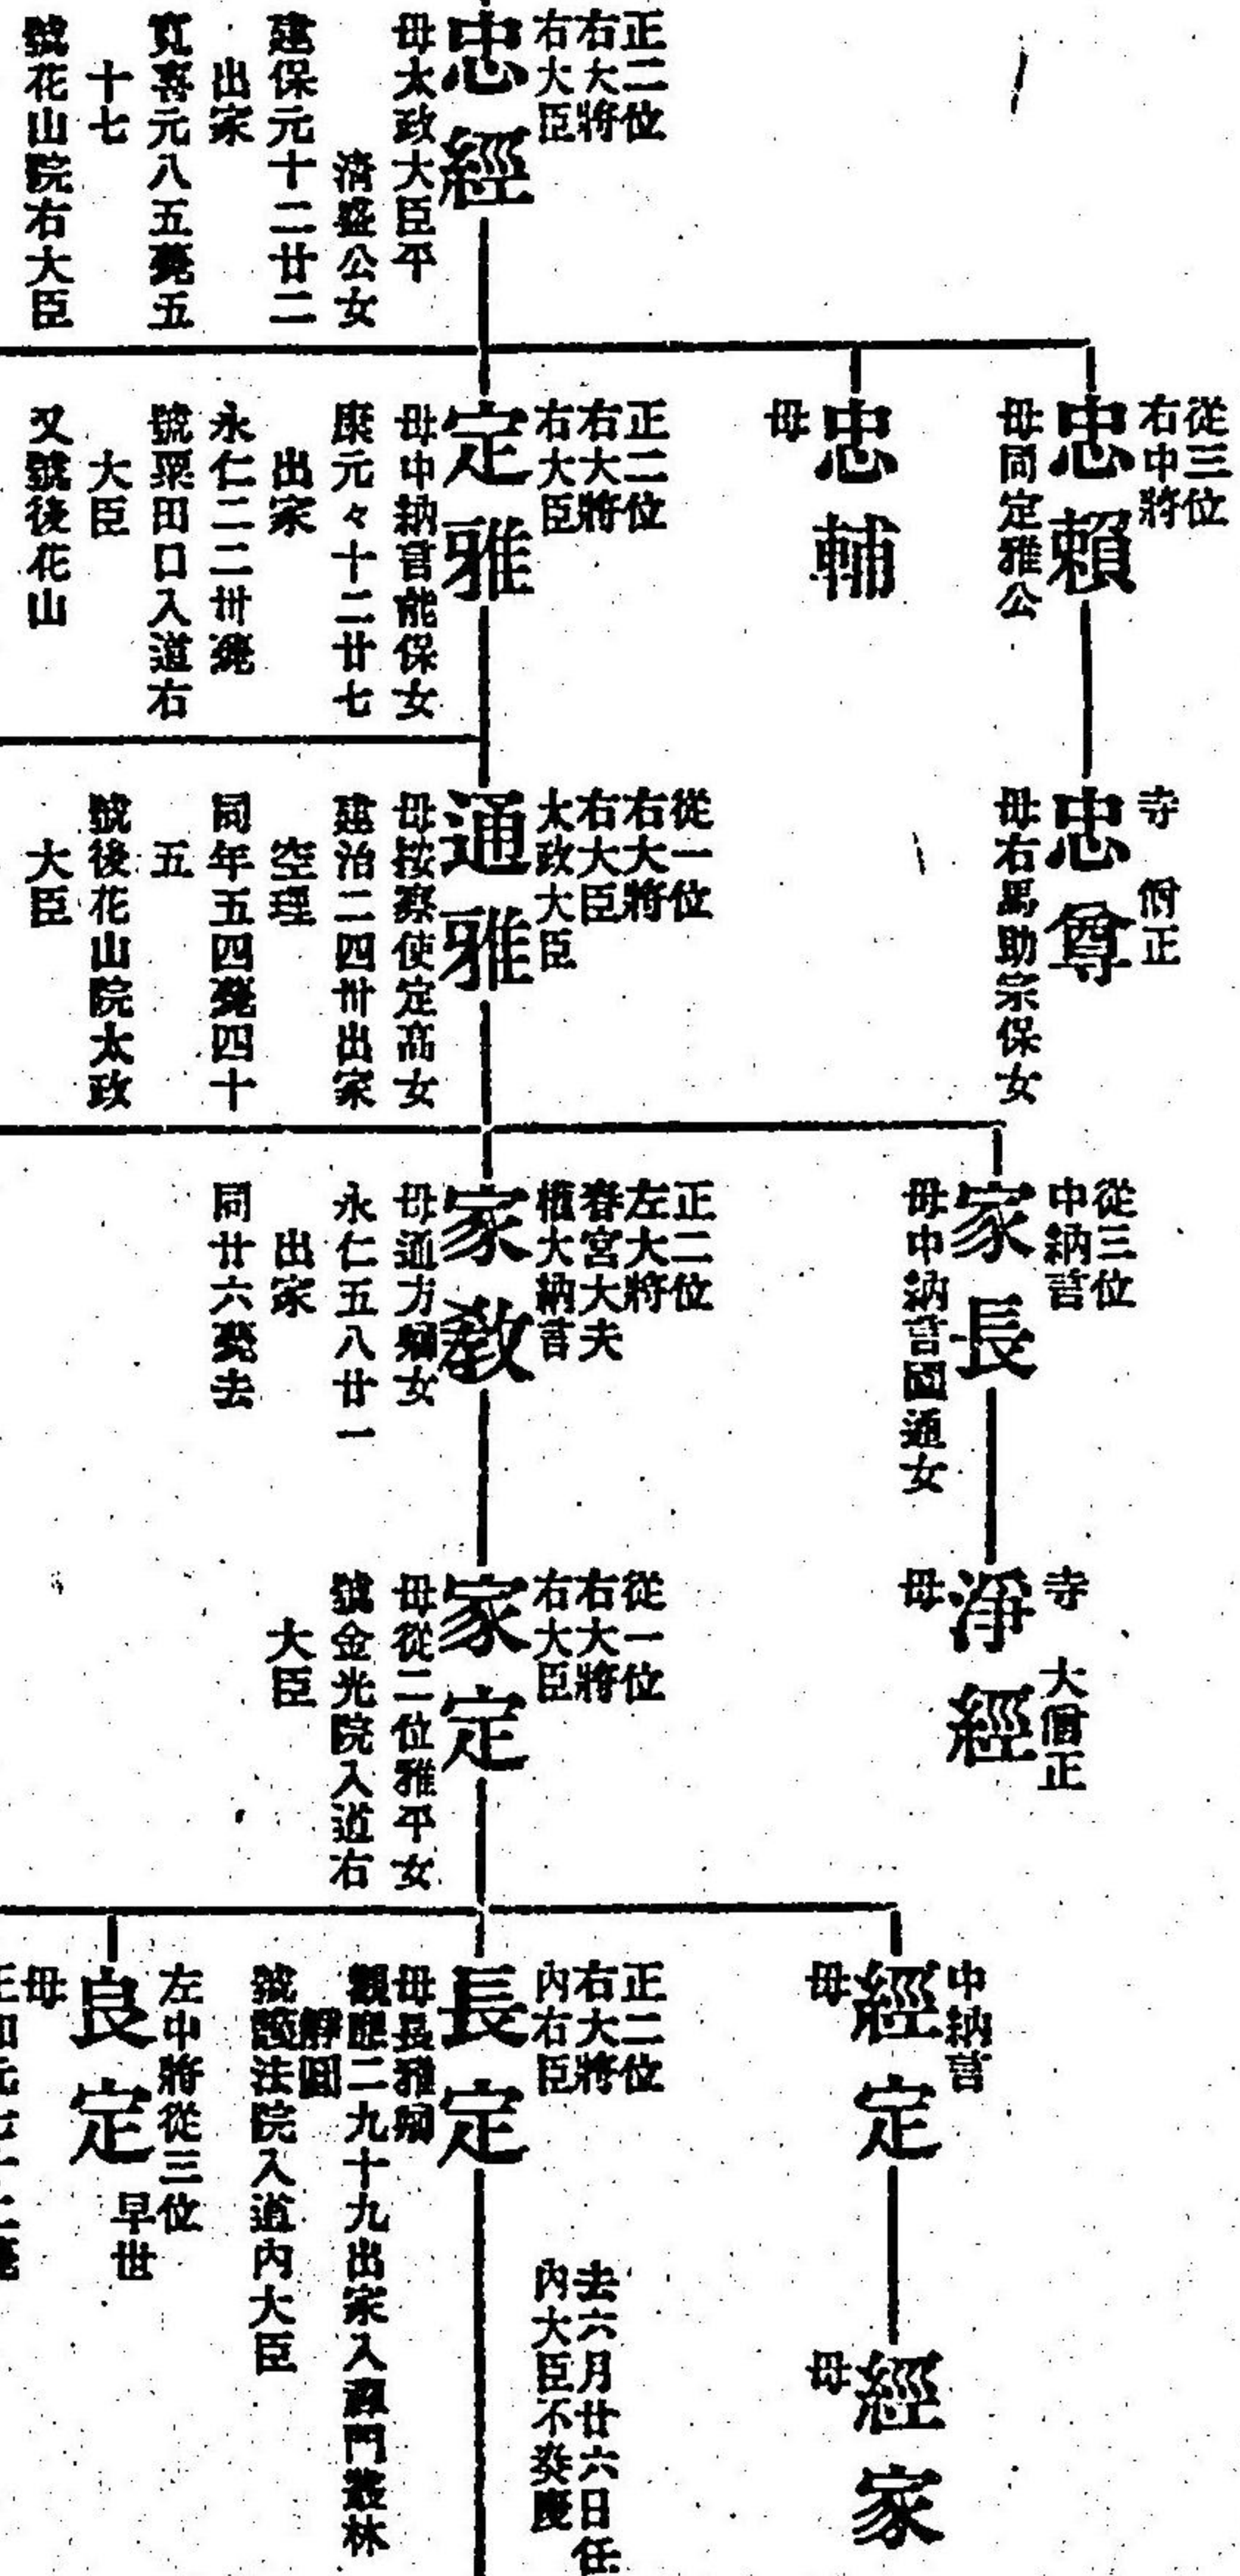 正二位
右大將
右大臣
忠經
母太政大臣平
清盛公女
建保元十二廿二
出家
寛喜元八五薨五
十七
號花山院右大臣
從三位
右中將
忠賴
母同定雅公
忠輔
母
正二位
右大將
右大臣
定雅
母中納言能保女
康元々十二廿七
出家
永仁二二卅薨
號粟田口入道右
大臣
又號後花山
寺 僧正
忠尊
母右馬助宗保女
從一位
右大將
右大臣
太政大臣
通雅
母按察使定高女
建治二四卅出家
空理
同年五四薨四十
五
號後花山院太政
大臣
從三位
中納言
家長
母中納言國通女
正二位
左大將
春宮大夫
權大納言
家敎
母通方卿女
永仁五八廿一
出家
同廿六薨去
寺 大僧正
淨經
母
從一位
右大將
右大臣
家定
母從二位雅平女
號金光院入道右
大臣
中納言
經定
母
正二位
右大將
內右臣
長定
去六月廿六日任
內大臣不奏慶
母長雅卿
觀應二九十九出家入禪門叢林
靜圓
號護法院入道內大臣
左中將從三位
良定 早世
母
經家
母